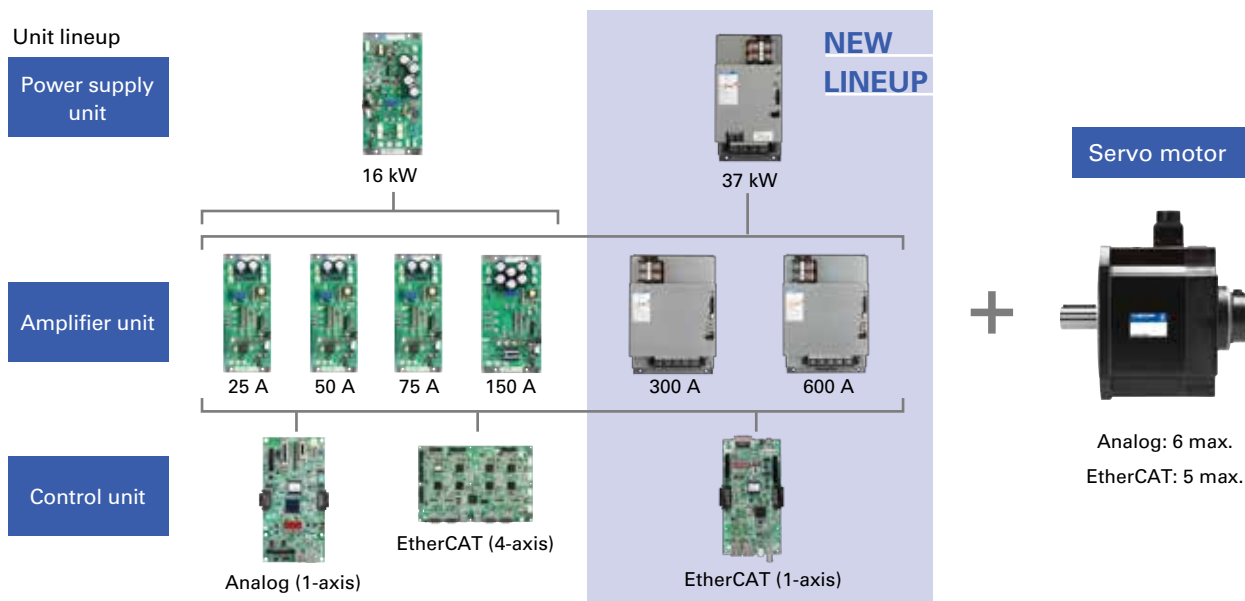 Unit lineup
Power supply
unit
NEW
LINEUP
16 kW
37 kW
Servo motor
Amplifier unit
25 A
50 A
75 A
150 A
300 A
600 A
Analog: 6 max.
EtherCAT: 5 max.
Control unit
Analog (1-axis)
EtherCAT (4-axis)
EtherCAT (1-axis)